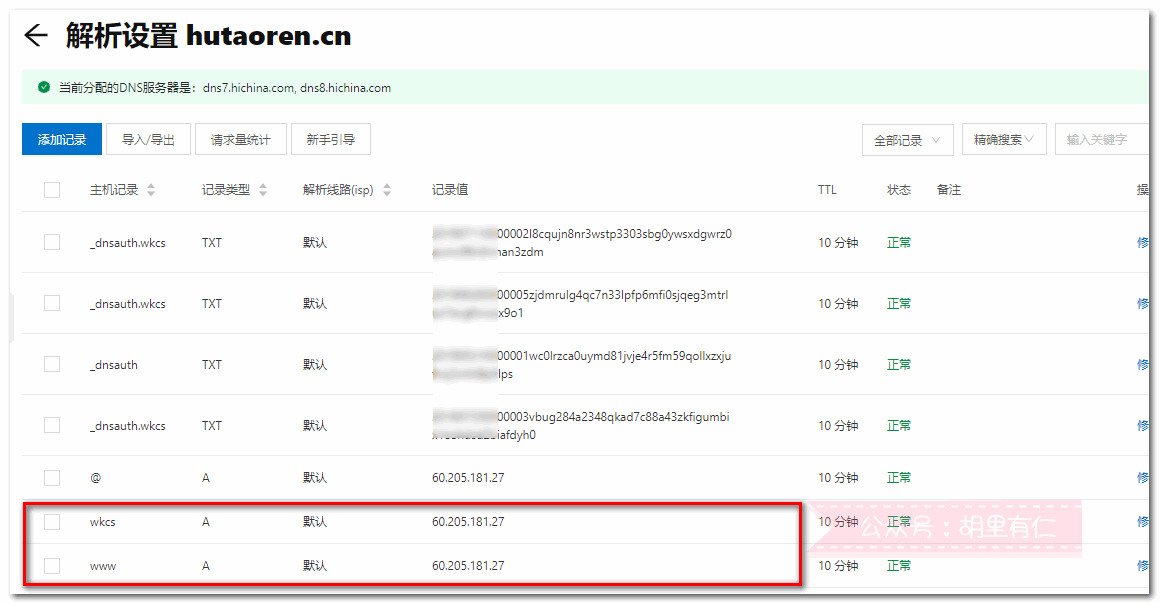 解析设置 hutaoren.cn
当前分配的DNS服务器是：dns7.hichina.com, dns8.hichina.com
添加记录 导入/导出 请求量统计 新手引导 全部记录 精确搜索 输入关键字
主机记录 记录类型 解析线路(isp) 记录值 TTL 状态 备注 操
_dnsauth.wkcs TXT 默认 00002l8cqujn8nr3wstp3303sbg0ywsxdgwrz0 10 分钟 正常 修
nan3zdm
_dnsauth.wkcs TXT 默认 00005zjdmrulg4qc7n33lpfp6mfi0sjqeg3mtrl 10 分钟 正常 修
x9o1
_dnsauth TXT 默认 00001wc0lrzca0uymd81jvje4r5fm59qollxzxju 10 分钟 正常 修
lps
_dnsauth.wkcs TXT 默认 00003vbug284a2348qkad7c88a43zkfigumbi 10 分钟 正常 修
iafdyh0
@ A 默认 60.205.181.27 10 分钟 正常 修
wkcs A 默认 60.205.181.27 10 分钟 正常 修
公众号：胡里有仁
www A 默认 60.205.181.27 10 分钟 正常 修